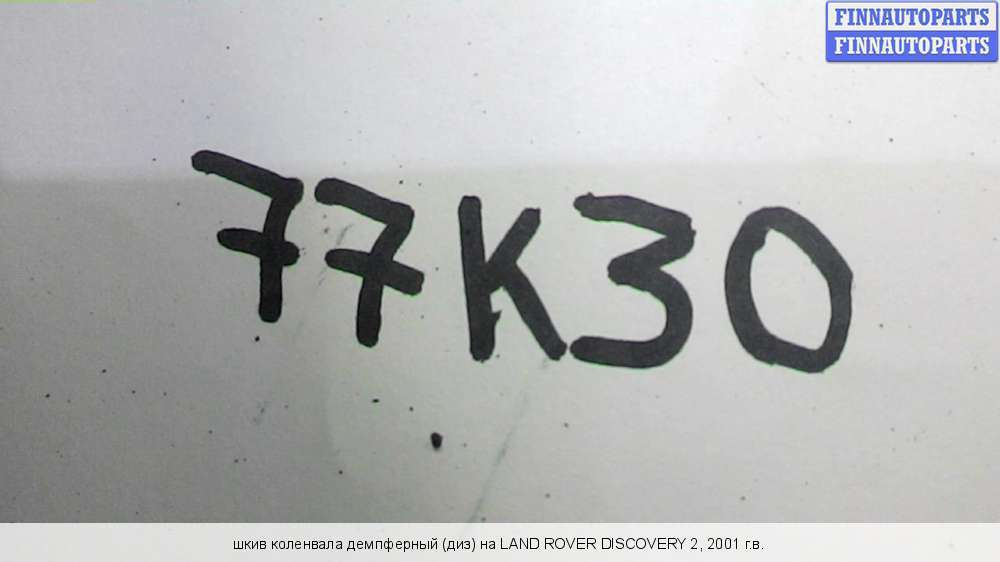 FINNAUTOPARTS
FINNAUTOPARTS
77K30
шкив коленвала демпферный (диз) на LAND ROVER DISCOVERY 2, 2001 г.в.